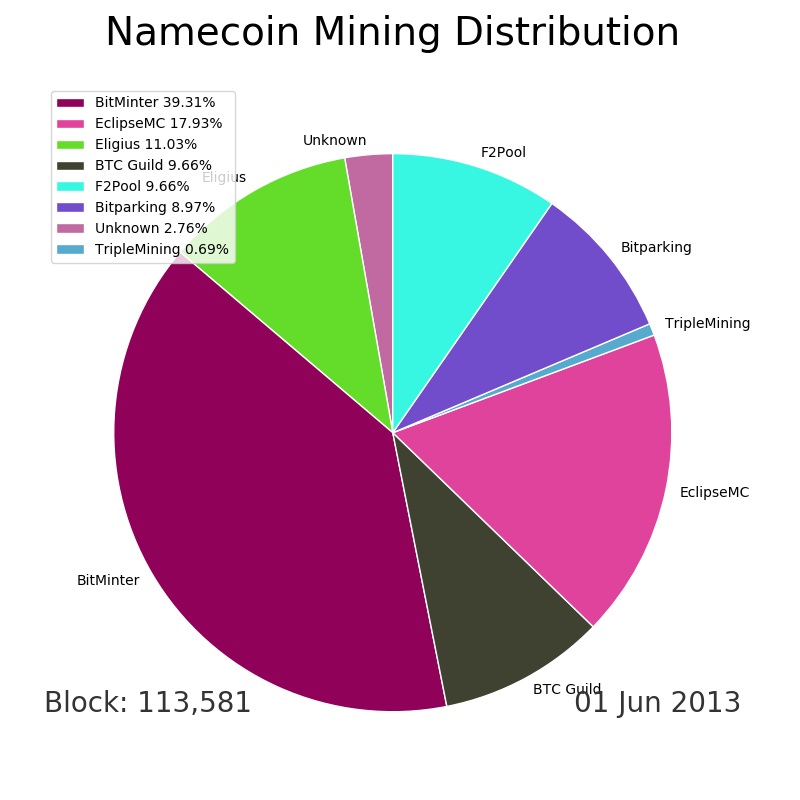 Namecoin Mining Distribution
BitMinter 39.31%
EclipseMC 17.93%
Eligius 11.03%
BTC Guild 9.66%
F2Pool 9.66%
Bitparking 8.97%
Unknown 2.76%
TripleMining 0.69%
Unknown
F2Pool
Eligius
Bitparking
TripleMining
EclipseMC
BitMinter
BTC Guild
Block: 113,581
01 Jun 2013